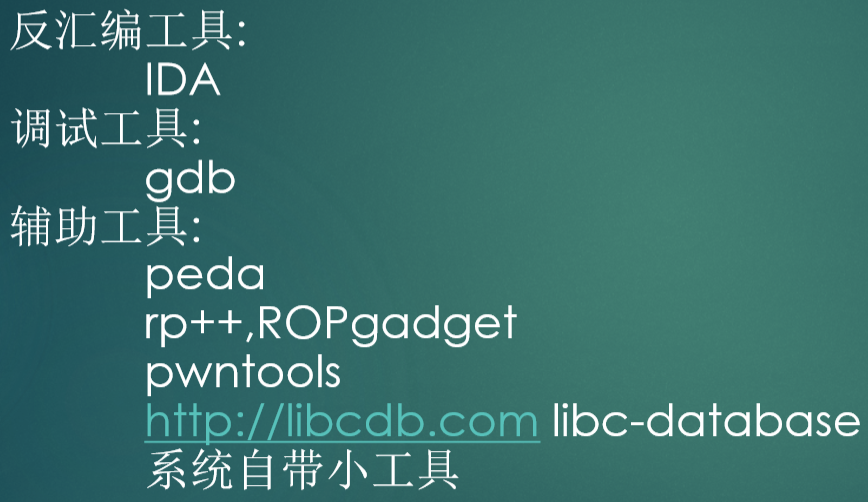 反汇编工具:
IDA
调试工具:
gdb
辅助工具:
peda
rp++,ROPgadget
pwntools
http://libcdb.com libc-database
系统自带小工具